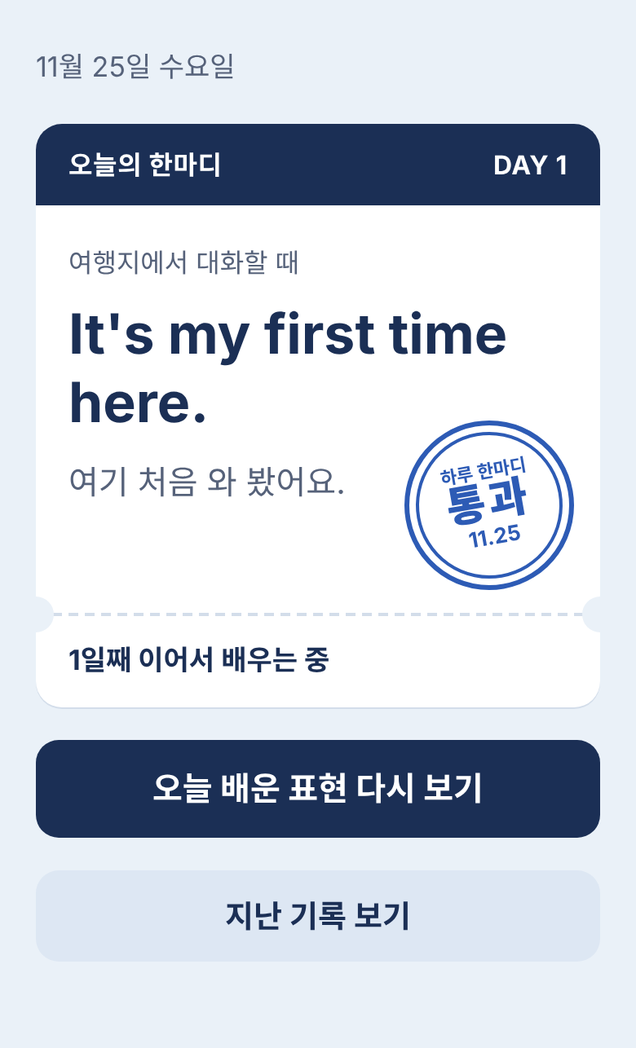 11월 25일 수요일
오늘의 한마디 DAY 1
여행지에서 대화할 때
It's my first time
here.
여기 처음 와 봤어요.
하루 한마디
통과
11.25
1일째 이어서 배우는 중
오늘 배운 표현 다시 보기
지난 기록 보기